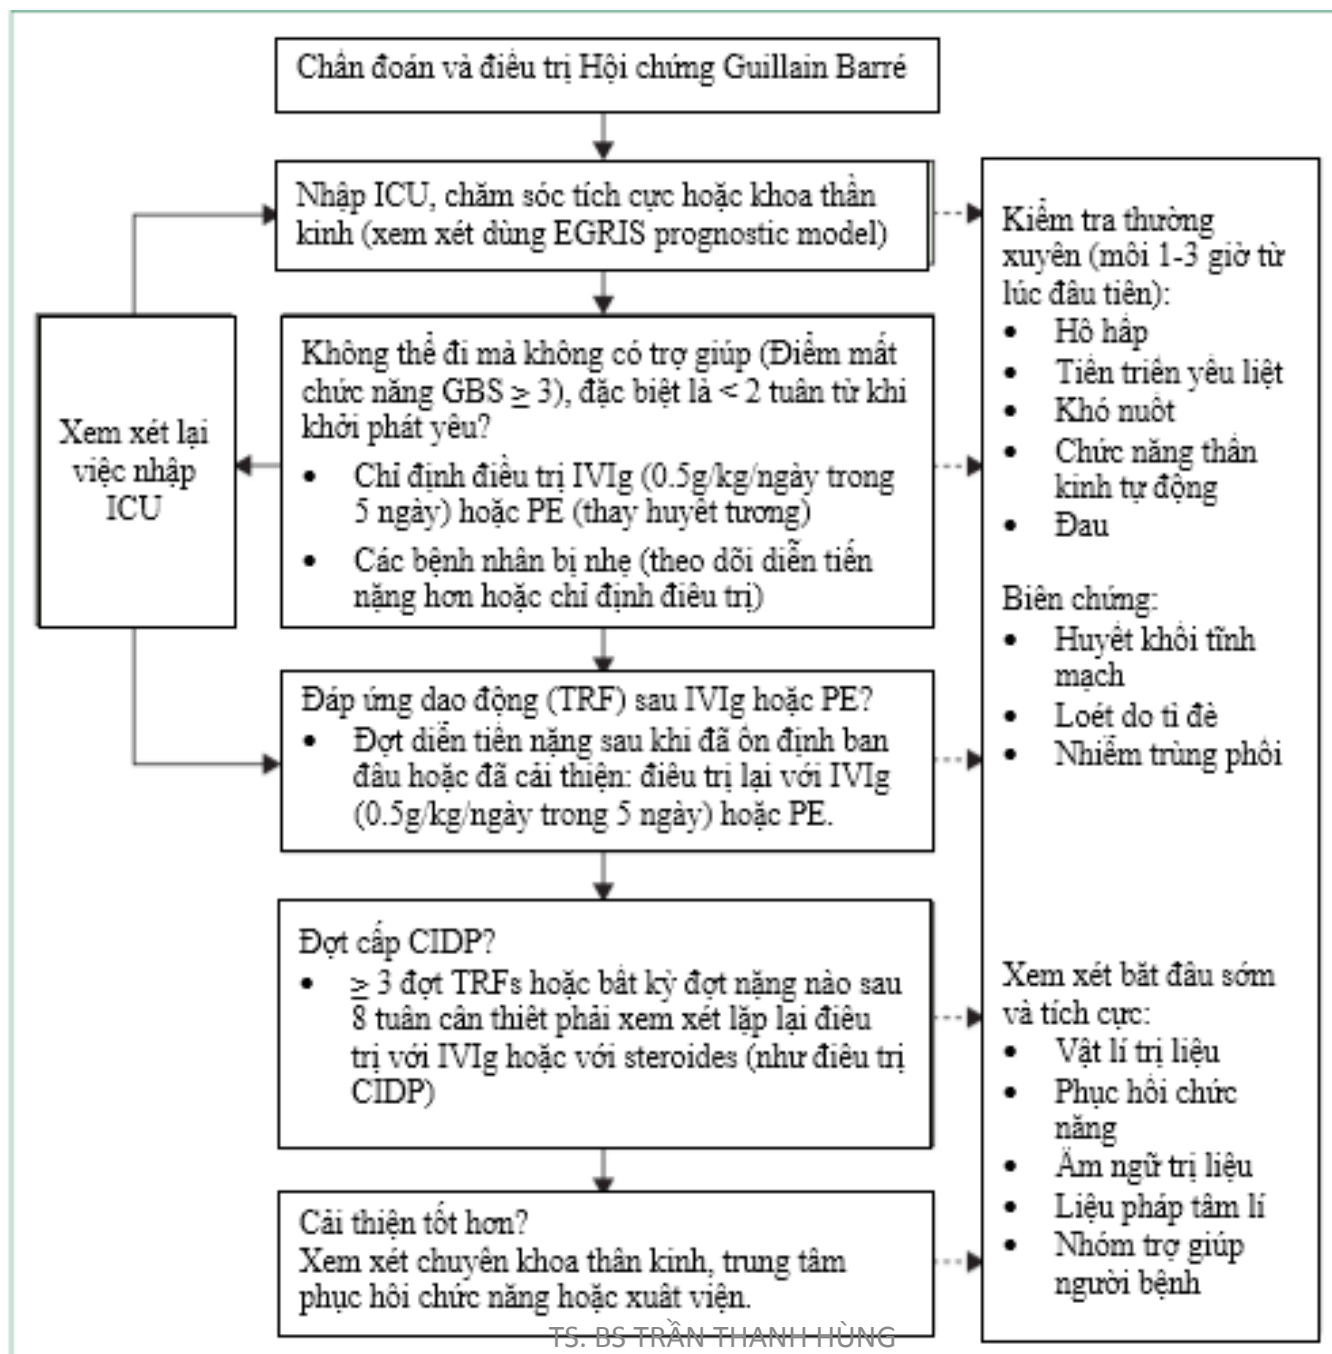 Chẩn đoán và điều trị Hội chứng Guillain Barré
Nhập ICU, chăm sóc tích cực hoặc khoa thần
kinh (xem xét dùng EGRIS prognostic model)
Xem xét lại
việc nhập
ICU
Không thể đi mà không có trợ giúp (Điểm mất
chức năng GBS ≥ 3), đặc biệt là < 2 tuần từ khi
khởi phát yếu?
• Chỉ định điều trị IVIg (0.5g/kg/ngày trong
5 ngày) hoặc PE (thay huyết tương)
• Các bệnh nhân bị nhẹ (theo dõi diễn tiến
nặng hơn hoặc chỉ định điều trị)
Đáp ứng dao động (TRF) sau IVIg hoặc PE?
• Đợt diễn tiến nặng sau khi đã ổn định ban
đầu hoặc đã cải thiện: điều trị lại với IVIg
(0.5g/kg/ngày trong 5 ngày) hoặc PE.
Đợt cấp CIDP?
• ≥ 3 đợt TRFs hoặc bất kỳ đợt nặng nào sau
8 tuần cần thiết phải xem xét lặp lại điều
trị với IVIg hoặc với steroides (như điều trị
CIDP)
Cải thiện tốt hơn?
Xem xét chuyên khoa thần kinh, trung tâm
phục hồi chức năng hoặc xuất viện.
Kiểm tra thường
xuyên (mỗi 1-3 giờ từ
lúc đầu tiên):
• Hô hấp
• Tiến triển yếu liệt
• Khó nuốt
• Chức năng thần
kinh tự động
• Đau
Biến chứng:
• Huyết khối tĩnh
mạch
• Loét do tì đè
• Nhiễm trùng phổi
Xem xét bắt đầu sớm
và tích cực:
• Vật lí trị liệu
• Phục hồi chức
năng
• Âm ngữ trị liệu
• Liệu pháp tâm lí
• Nhóm trợ giúp
người bệnh
TS. BS TRẦN THANH HÙNG